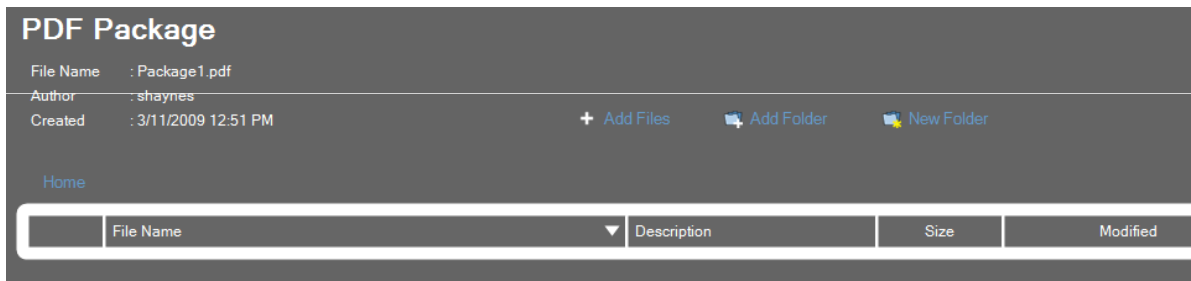 PDF Package
File Name : Package1.pdf
Author : shaynes
Created : 3/11/2009 12:51 PM
Add Files Add Folder New Folder
Home
File Name Description Size Modified